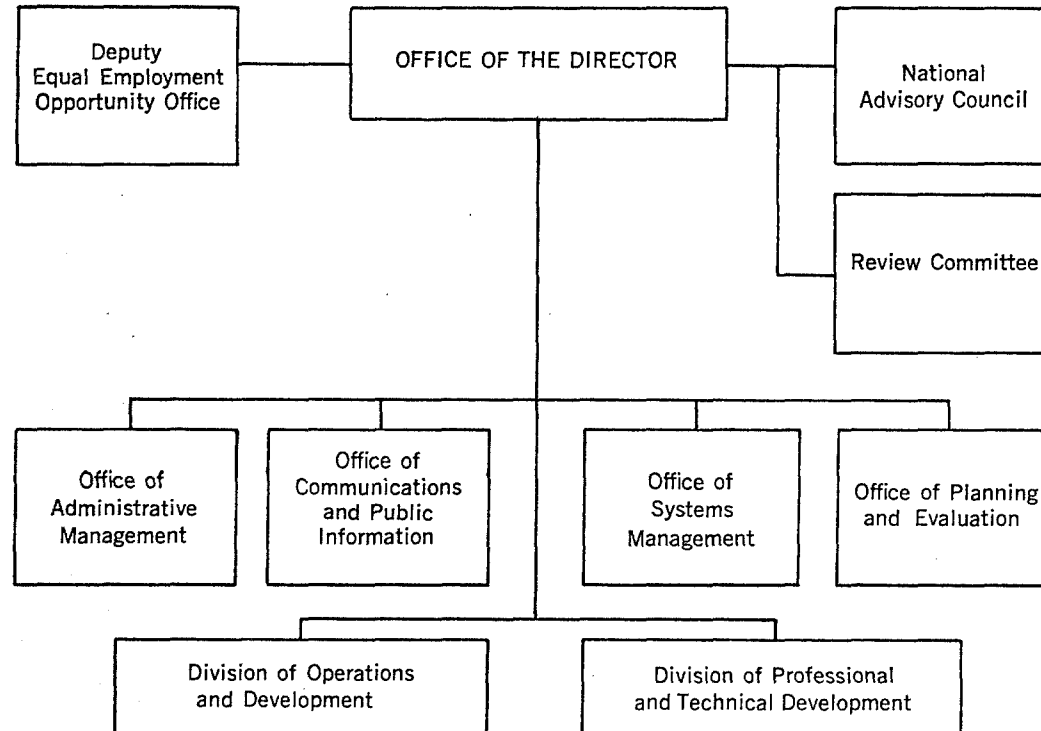 Deputy
Equal Employment
Opportunity Office
OFFICE OF THE DIRECTOR
National
Advisory Council
Review Committee
Office of
Administrative
Management
Office of
Communications
and Public
Information
Office of
Systems
Management
Office of Planning
and Evaluation
Division of Operations
and Development
Division of Professional
and Technical Development